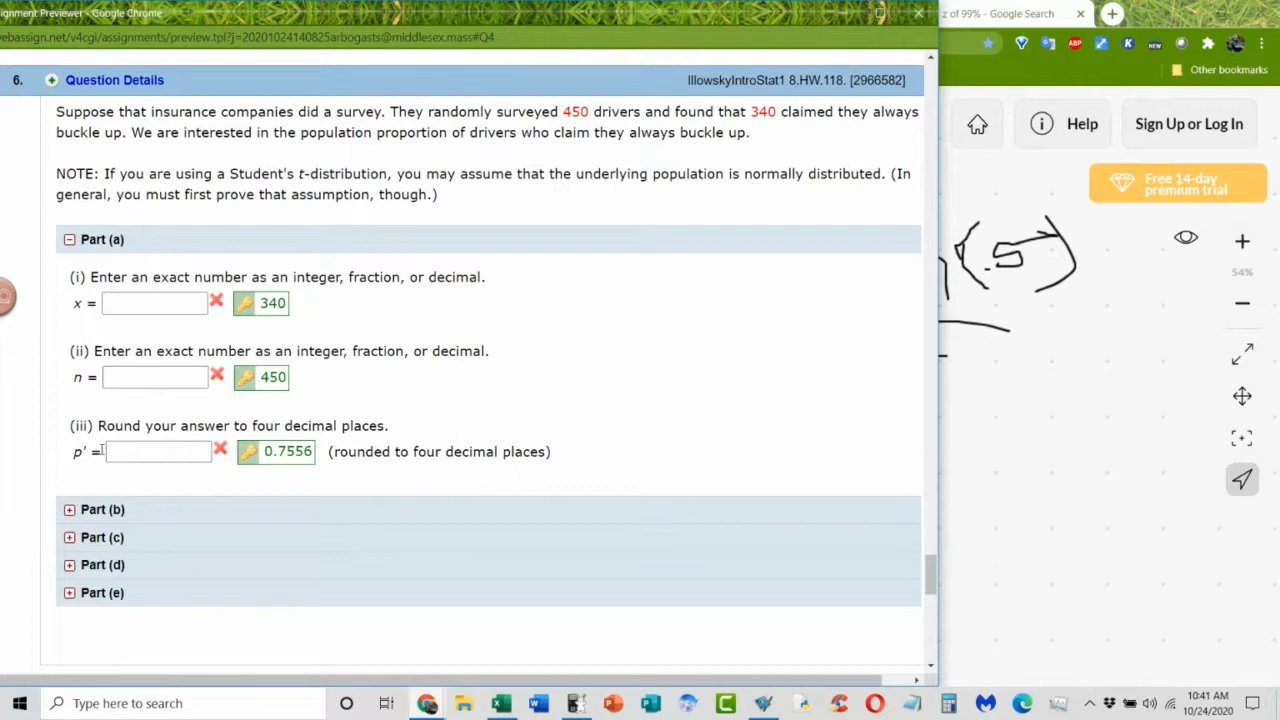 ignment Previewer - Google Chrome
z of 99% - Google Search
ebassign.net/v4cgi/assignments/preview.tpl?j=20201024140825arbogasts@middlesex.mass#Q4
ABP
K
NEW
Other bookmarks
6.
Question Details
IllowskyIntroStat1 8.HW.118. [2966582]
Suppose that insurance companies did a survey. They randomly surveyed 450 drivers and found that 340 claimed they always
buckle up. We are interested in the population proportion of drivers who claim they always buckle up.
NOTE: If you are using a Student's t-distribution, you may assume that the underlying population is normally distributed. (In
general, you must first prove that assumption, though.)
Help
Sign Up or Log In
Free 14-day
premium trial
54%
Part (a)
(i) Enter an exact number as an integer, fraction, or decimal.
x =
340
(ii) Enter an exact number as an integer, fraction, or decimal.
n =
450
(iii) Round your answer to four decimal places.
p' =
0.7556
(rounded to four decimal places)
Part (b)
Part (c)
Part (d)
Part (e)
Type here to search
10:41 AM
10/24/2020